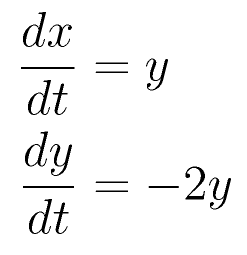 dx/dt = y
dy/dt = −2y